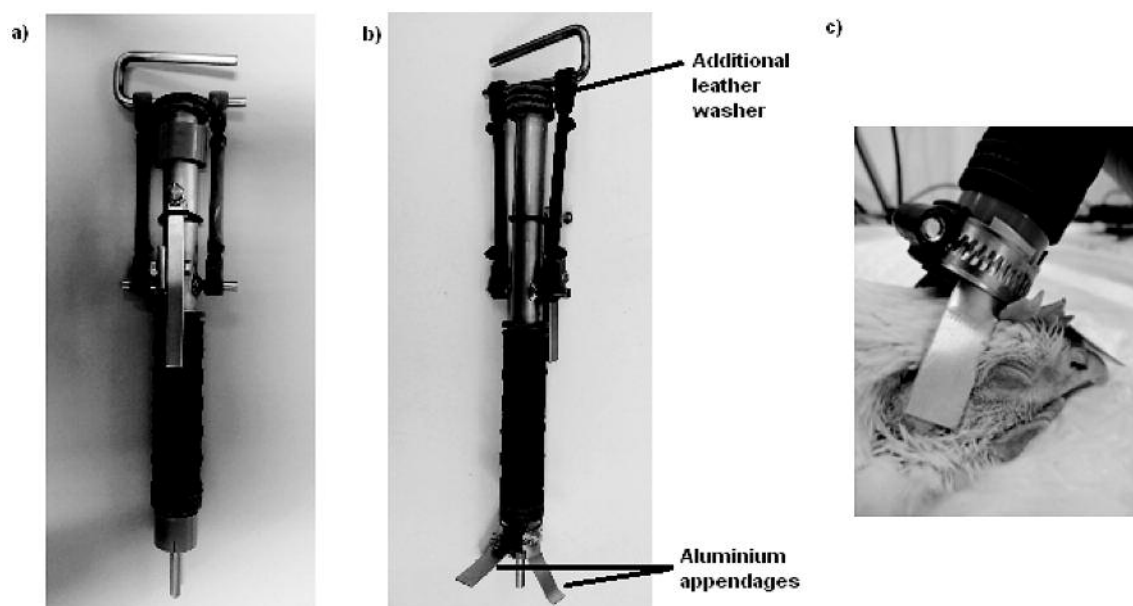 a)
b)
c)
Additional
leather
washer
Aluminium
appendages